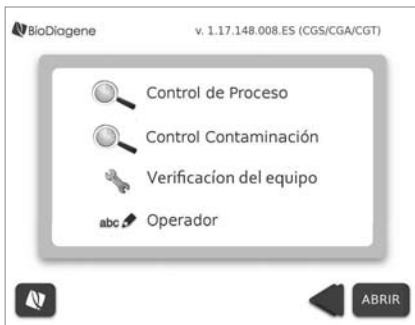 BioDiagene
v. 1.17.148.008.ES (CGS/CGA/CGT)
Control de Proceso
Control Contaminación
Verificacíon del equipo
abc Operador
ABRIR